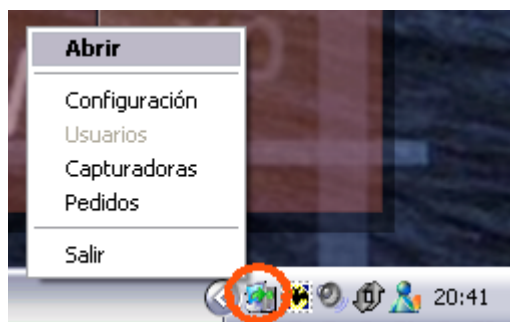 Abrir
Configuración
Usuarios
Capturadoras
Pedidos
Salir
20:41